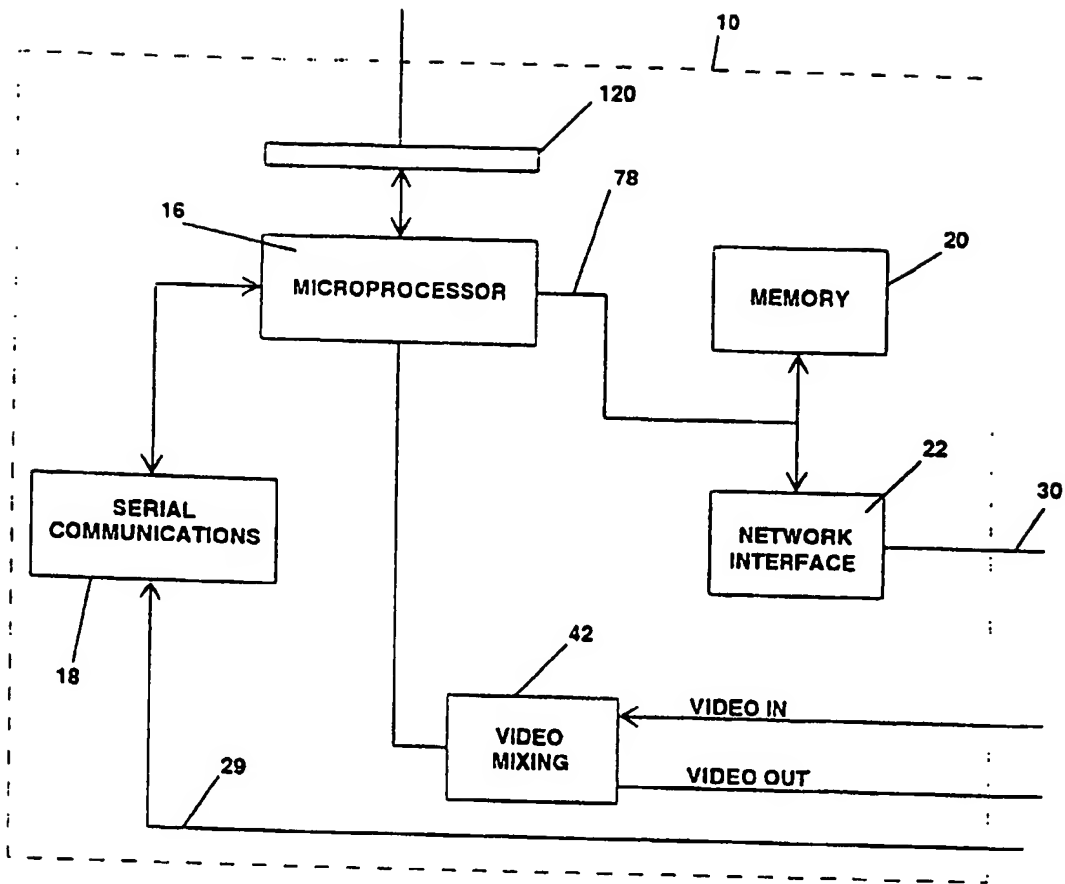 10
120
78
16
20
MICROPROCESSOR
MEMORY
22
30
SERIAL
COMMUNICATIONS
NETWORK
INTERFACE
18
42
VIDEO IN
VIDEO
MIXING
VIDEO OUT
29